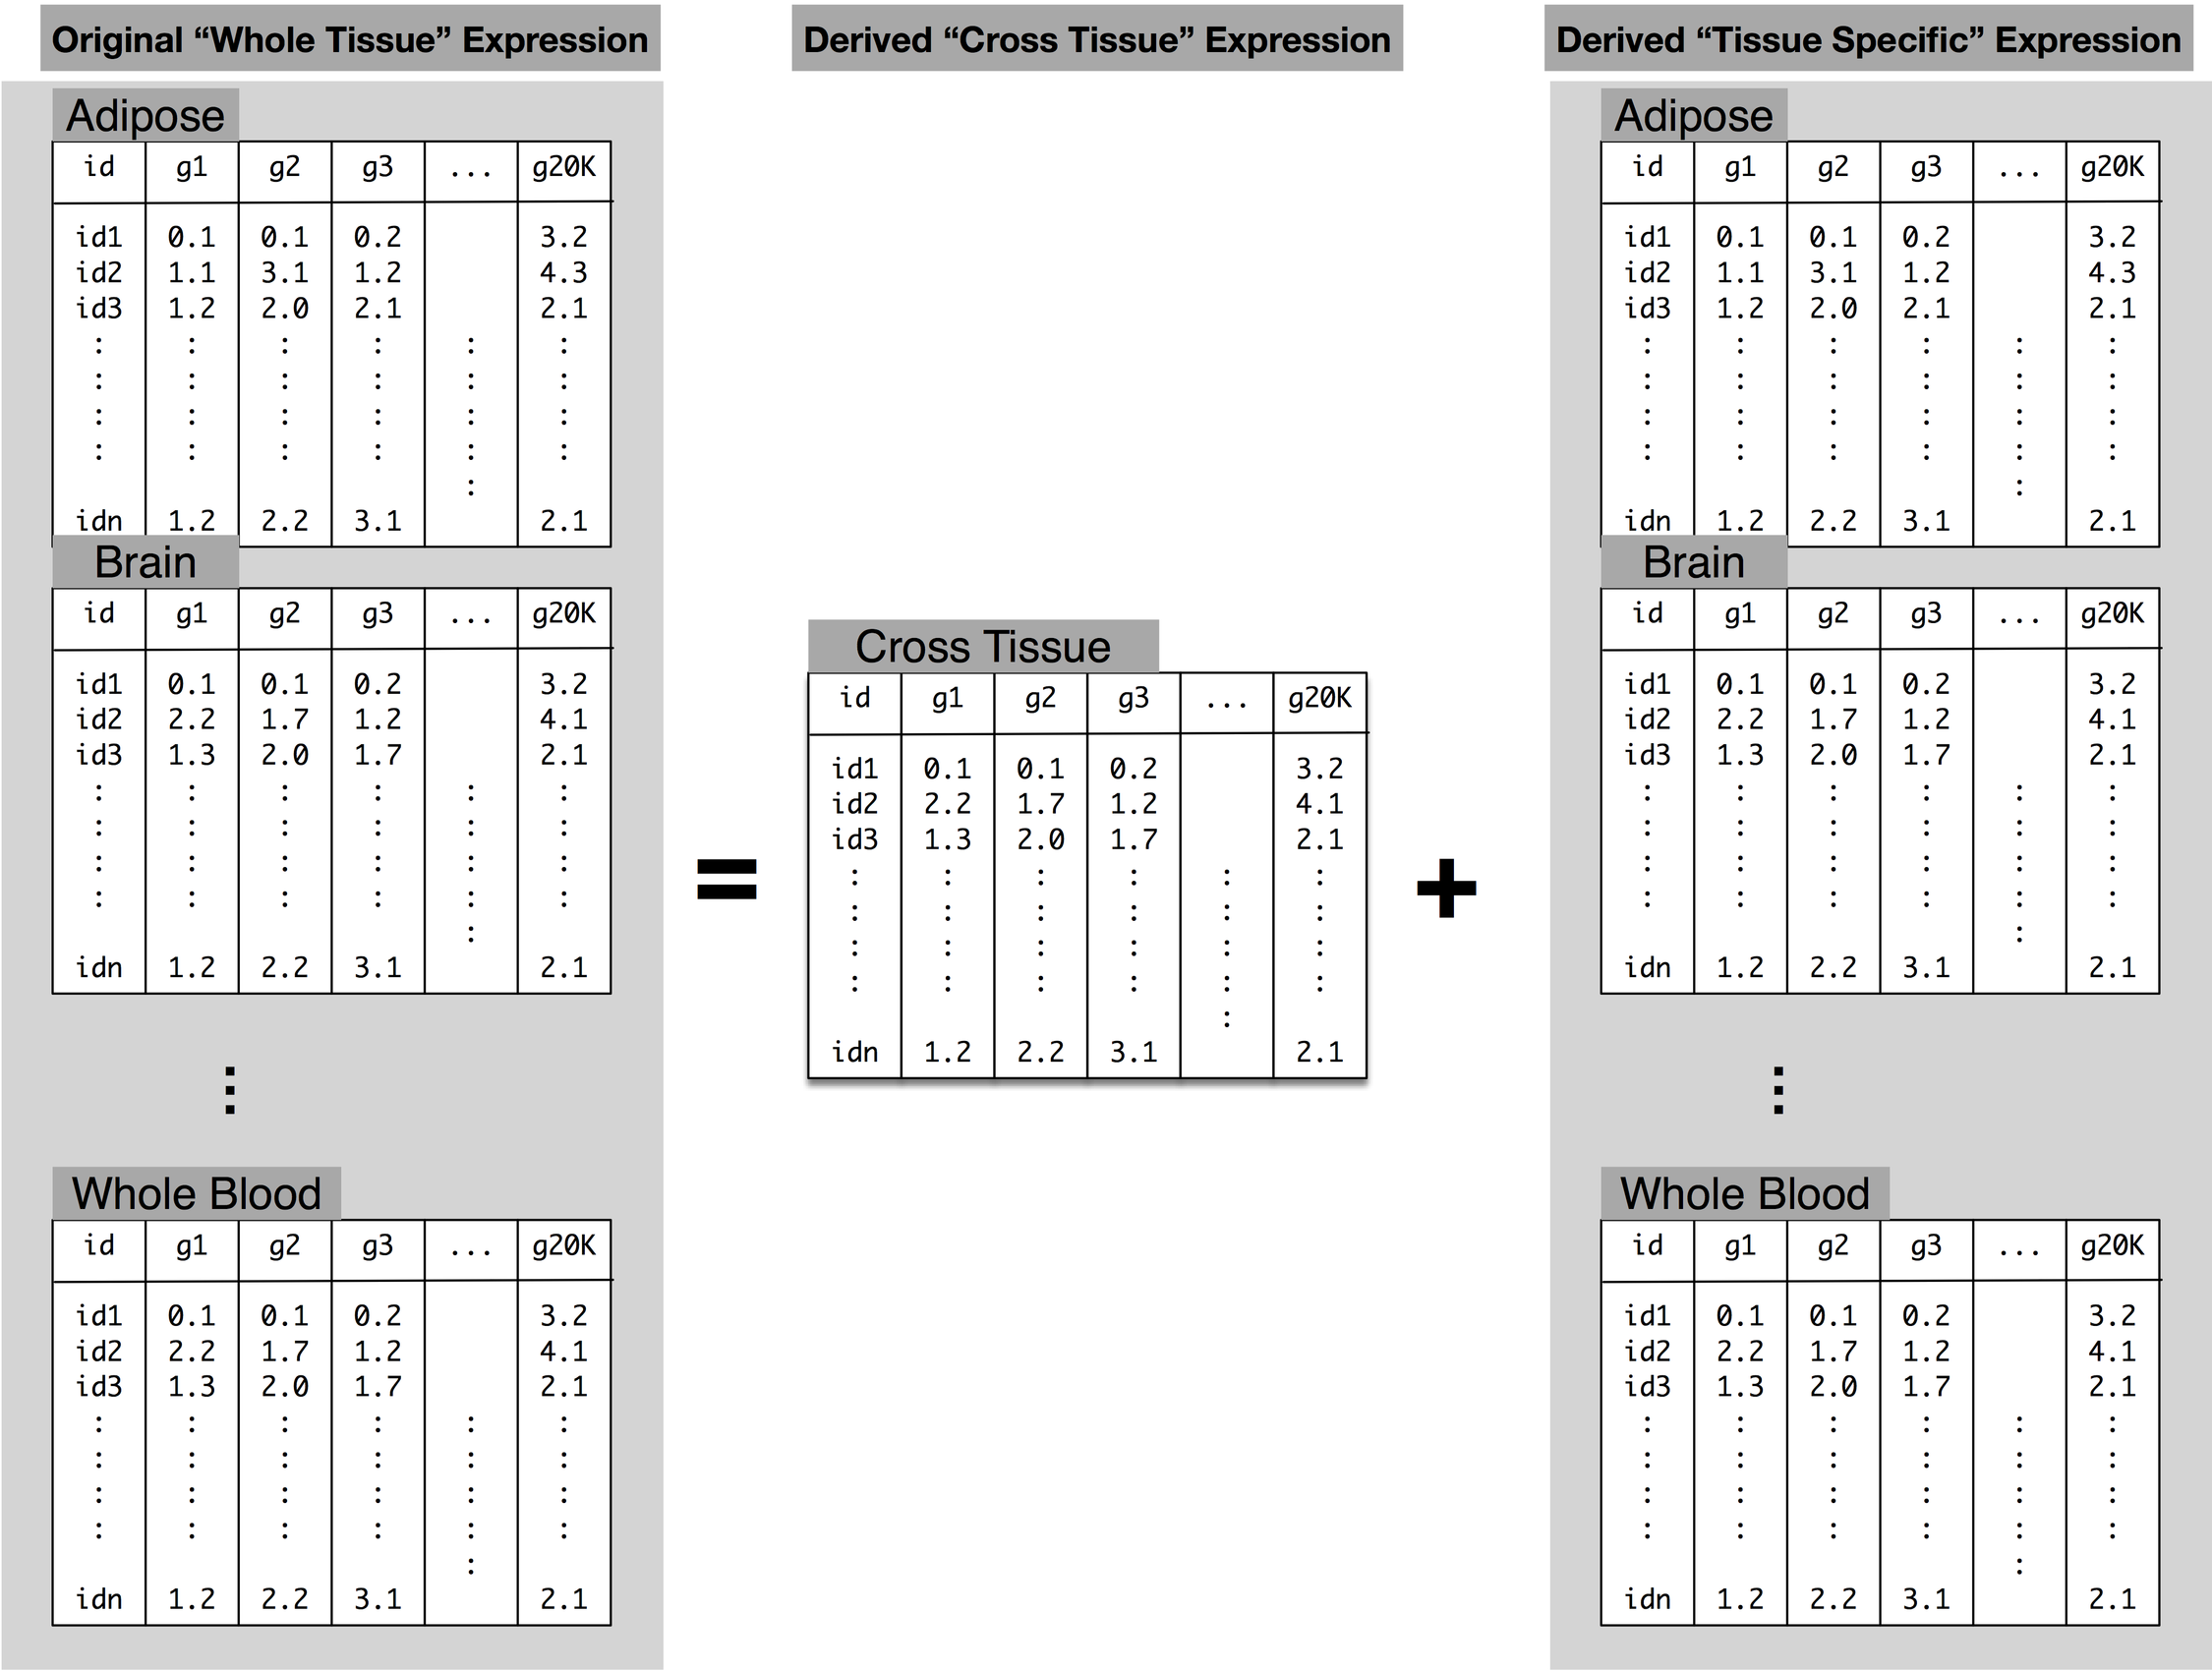 Original “Whole Tissue” Expression
Adipose
id g1 g2 g3 ... g20K
id1 0.1 0.1 0.2 3.2
id2 1.1 3.1 1.2 4.3
id3 1.2 2.0 2.1 2.1
: : : : : :
: : : : : :
: : : : : :
: : : : : :
:
idn 1.2 2.2 3.1 2.1
Brain
id g1 g2 g3 ... g20K
id1 0.1 0.1 0.2 3.2
id2 2.2 1.7 1.2 4.1
id3 1.3 2.0 1.7 2.1
: : : : : :
: : : : : :
: : : : : :
: : : : : :
:
idn 1.2 2.2 3.1 2.1
⋮
Whole Blood
id g1 g2 g3 ... g20K
id1 0.1 0.1 0.2 3.2
id2 2.2 1.7 1.2 4.1
id3 1.3 2.0 1.7 2.1
: : : : : :
: : : : : :
: : : : : :
: : : : : :
:
idn 1.2 2.2 3.1 2.1
=
Derived “Cross Tissue” Expression
Cross Tissue
id g1 g2 g3 ... g20K
id1 0.1 0.1 0.2 3.2
id2 2.2 1.7 1.2 4.1
id3 1.3 2.0 1.7 2.1
: : : : : :
: : : : : :
: : : : : :
: : : : : :
:
idn 1.2 2.2 3.1 2.1
+
Derived “Tissue Specific” Expression
Adipose
id g1 g2 g3 ... g20K
id1 0.1 0.1 0.2 3.2
id2 1.1 3.1 1.2 4.3
id3 1.2 2.0 2.1 2.1
: : : : : :
: : : : : :
: : : : : :
: : : : : :
:
idn 1.2 2.2 3.1 2.1
Brain
id g1 g2 g3 ... g20K
id1 0.1 0.1 0.2 3.2
id2 2.2 1.7 1.2 4.1
id3 1.3 2.0 1.7 2.1
: : : : : :
: : : : : :
: : : : : :
: : : : : :
:
idn 1.2 2.2 3.1 2.1
⋮
Whole Blood
id g1 g2 g3 ... g20K
id1 0.1 0.1 0.2 3.2
id2 2.2 1.7 1.2 4.1
id3 1.3 2.0 1.7 2.1
: : : : : :
: : : : : :
: : : : : :
: : : : : :
:
idn 1.2 2.2 3.1 2.1